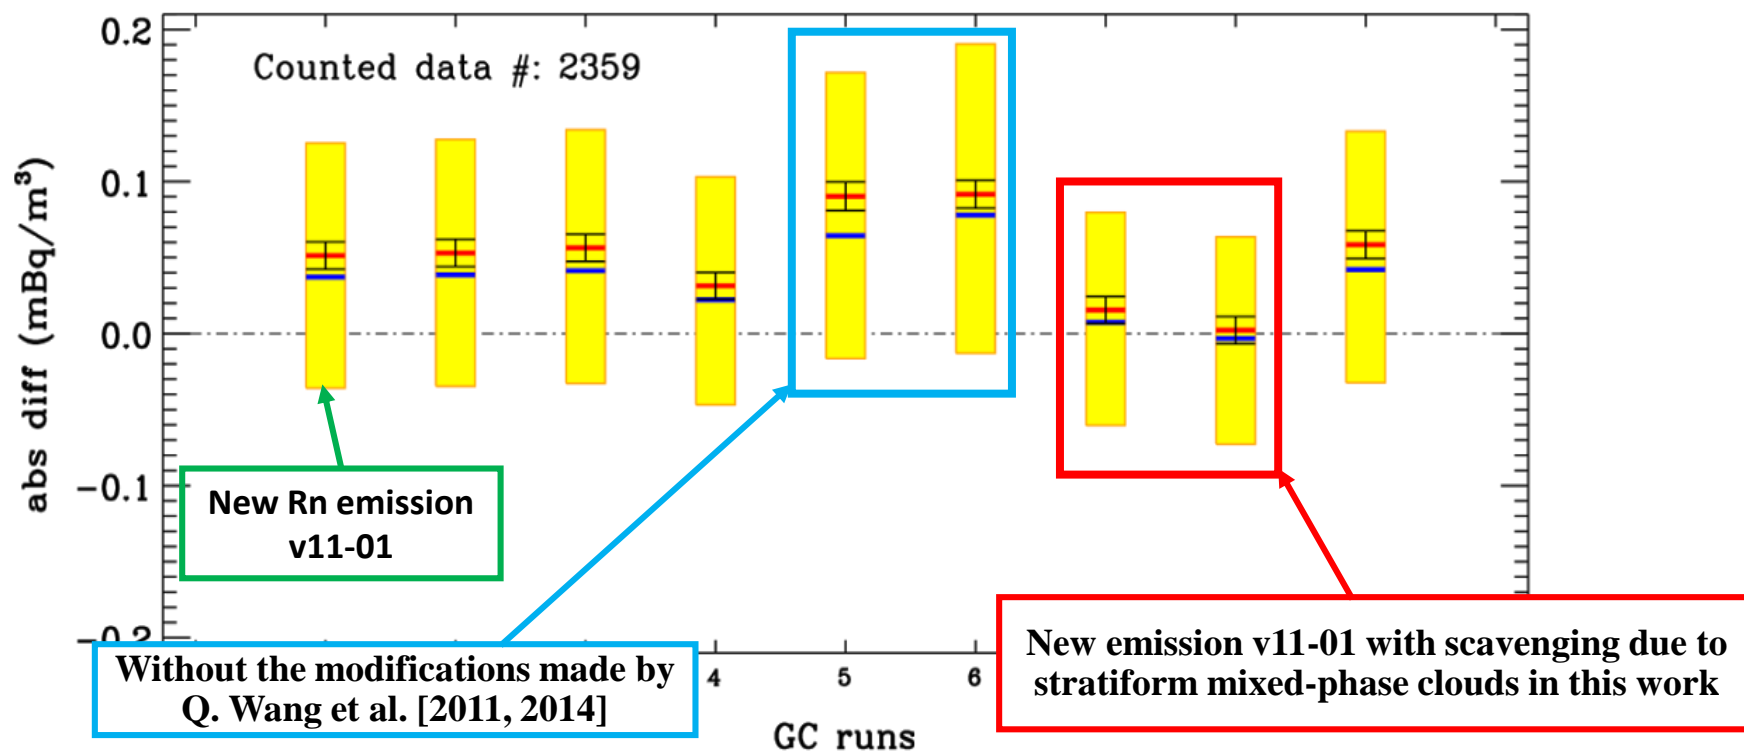 0.2
Counted data #: 2359
0.1
0.0
-0.1
abs diff (mBq/m³)
New Rn emission
v11-01
Without the modifications made by
Q. Wang et al. [2011, 2014]
4
5
6
New emission v11-01 with scavenging due to
stratiform mixed-phase clouds in this work
GC runs